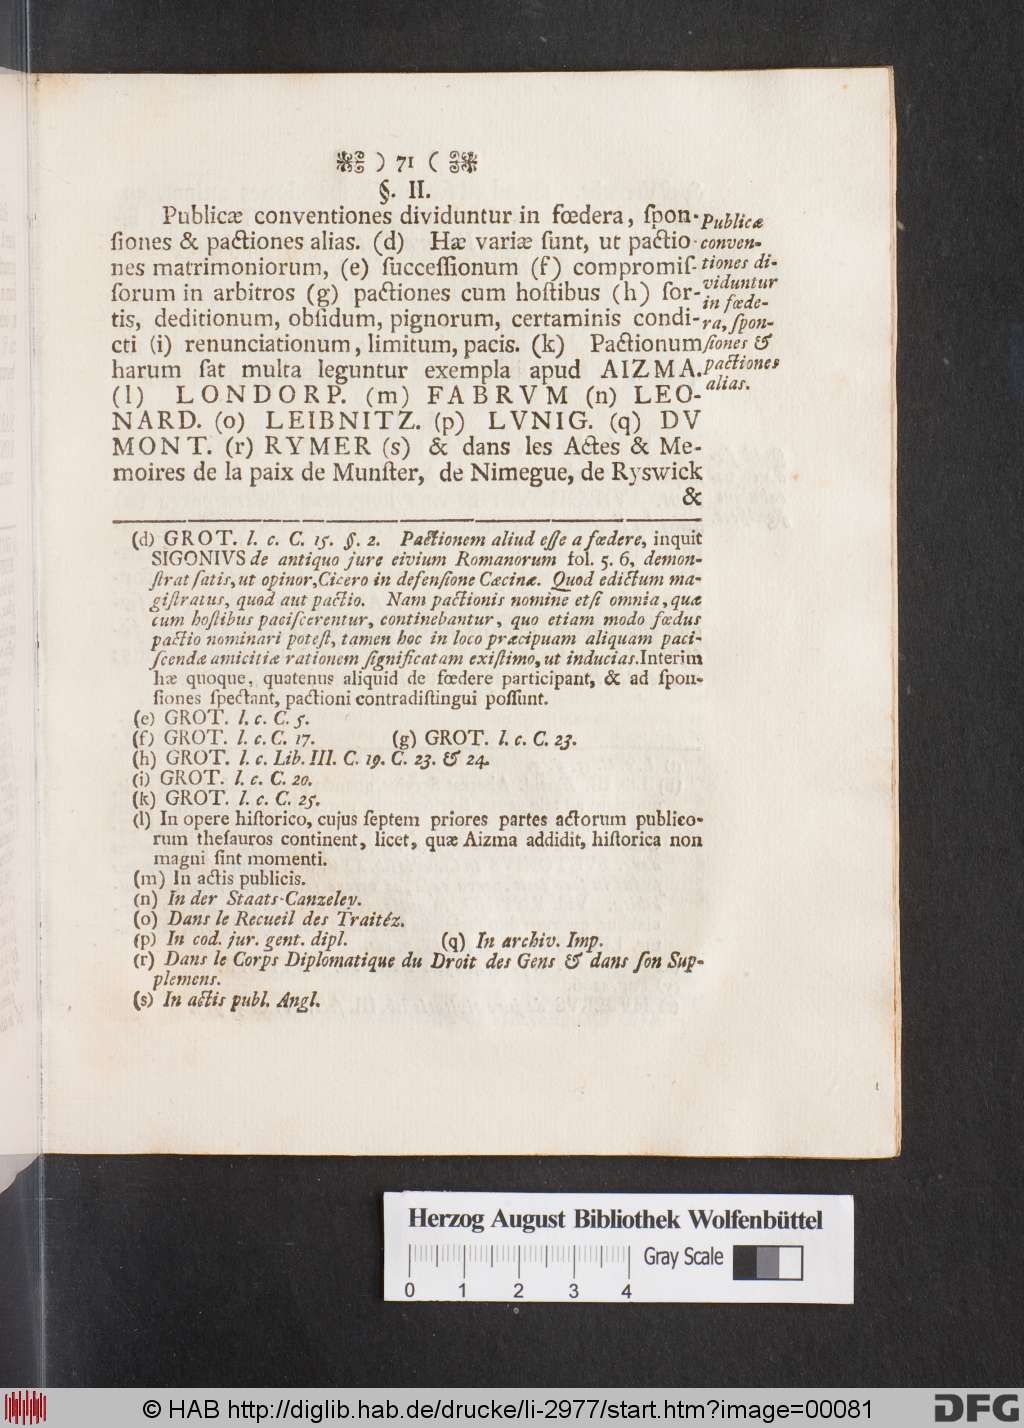 ) 71 (
§. II.
Publicæ conventiones dividuntur in fœdera, ſpon-
ſiones & pactiones alias. (d) Hæ variæ ſunt, ut pactio-
nes matrimoniorum, (e) ſucceſſionum (f) compromiſ-
ſorum in arbitros (g) pactiones cum hoſtibus (h) ſor-
tis, deditionum, obſidum, pignorum, certaminis condi-
cti (i) renunciationum, limitum, pacis. (k) Pactionum
harum ſat multa leguntur exempla apud AIZMA.
(l) LONDORP. (m) FABRVM (n) LEO-
NARD. (o) LEIBNITZ. (p) LVNIG. (q) DV
MONT. (r) RYMER (s) & dans les Actes & Me-
moires de la paix de Munſter, de Nimegue, de Ryswick
&
Publicæ
conven-
tiones di-
viduntur
in fœde-
ra, ſpon-
ſiones &
pactiones
alias.
(d) GROT. l. c. C. 15. §. 2. Pactionem aliud eſſe a fœdere, inquit
SIGONIVS de antiquo jure eivium Romanorum fol. 5. 6, demon-
ſtrat ſatis, ut opinor, Cicero in defenſione Cæcinæ. Quod edictum ma-
giſtratus, quod aut pactio. Nam pactionis nomine etſi omnia, quæ
cum hoſtibus paciſcerentur, continebantur, quo etiam modo fœdus
pactio nominari poteſt, tamen hoc in loco præcipuam aliquam paci-
ſcendæ amicitiæ rationem ſignificatam exiſtimo, ut inducias. Interim
hæ quoque, quatenus aliquid de fœdere participant, & ad ſpon-
ſiones ſpectant, pactioni contradiſtingui poſſunt.
(e) GROT. l. c. C. 5.
(f) GROT. l. c. C. 17. (g) GROT. l. c. C. 23.
(h) GROT. l. c. Lib. III. C. 19. C. 23. & 24.
(i) GROT. l. c. C. 20.
(k) GROT. l. c. C. 25.
(l) In opere hiſtorico, cujus ſeptem priores partes actorum publico-
rum theſauros continent, licet, quæ Aizma addidit, hiſtorica non
magni ſint momenti.
(m) In actis publicis.
(n) In der Staats-Canzeley.
(o) Dans le Recueil des Traitéz.
(p) In cod. jur. gent. dipl. (q) In archiv. Imp.
(r) Dans le Corps Diplomatique du Droit des Gens & dans ſon Sup-
plemens.
(s) In actis publ. Angl.
Herzog August Bibliothek Wolfenbüttel
Gray Scale
0 1 2 3 4
© HAB http://diglib.hab.de/drucke/li-2977/start.htm?image=00081
DFG